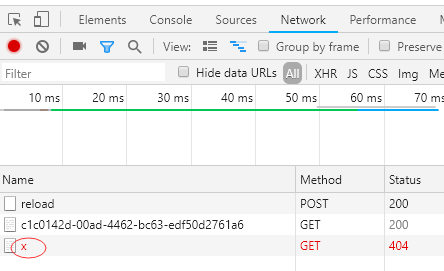 Elements Console Sources Network Performance
View: Group by frame Preserve
Filter Hide data URLs All XHR JS CSS Img Me
10 ms 20 ms 30 ms 40 ms 50 ms 60 ms 70 ms
Name Method Status
reload POST 200
c1c0142d-00ad-4462-bc63-edf50d2761a6 GET 200
x GET 404